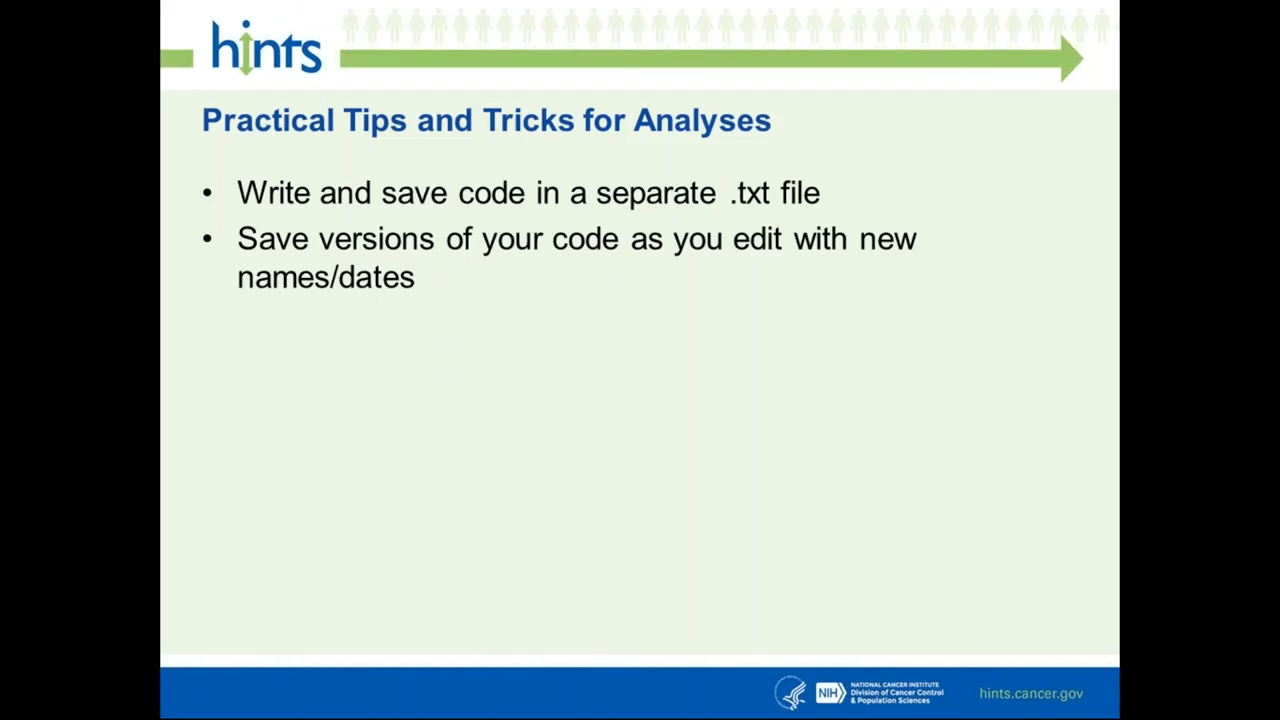 hints
Practical Tips and Tricks for Analyses
• Write and save code in a separate .txt file
• Save versions of your code as you edit with new
names/dates
NIH
NATIONAL CANCER INSTITUTE
Division of Cancer Control
& Population Sciences
hints.cancer.gov